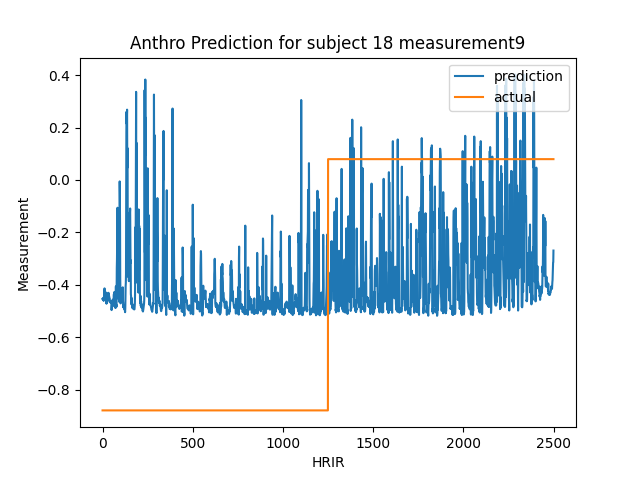 Anthro Prediction for subject 18 measurement9
prediction
actual
0.4
0.2
0.0
−0.2
−0.4
−0.6
−0.8
Measurement
0 500 1000 1500 2000 2500
HRIR